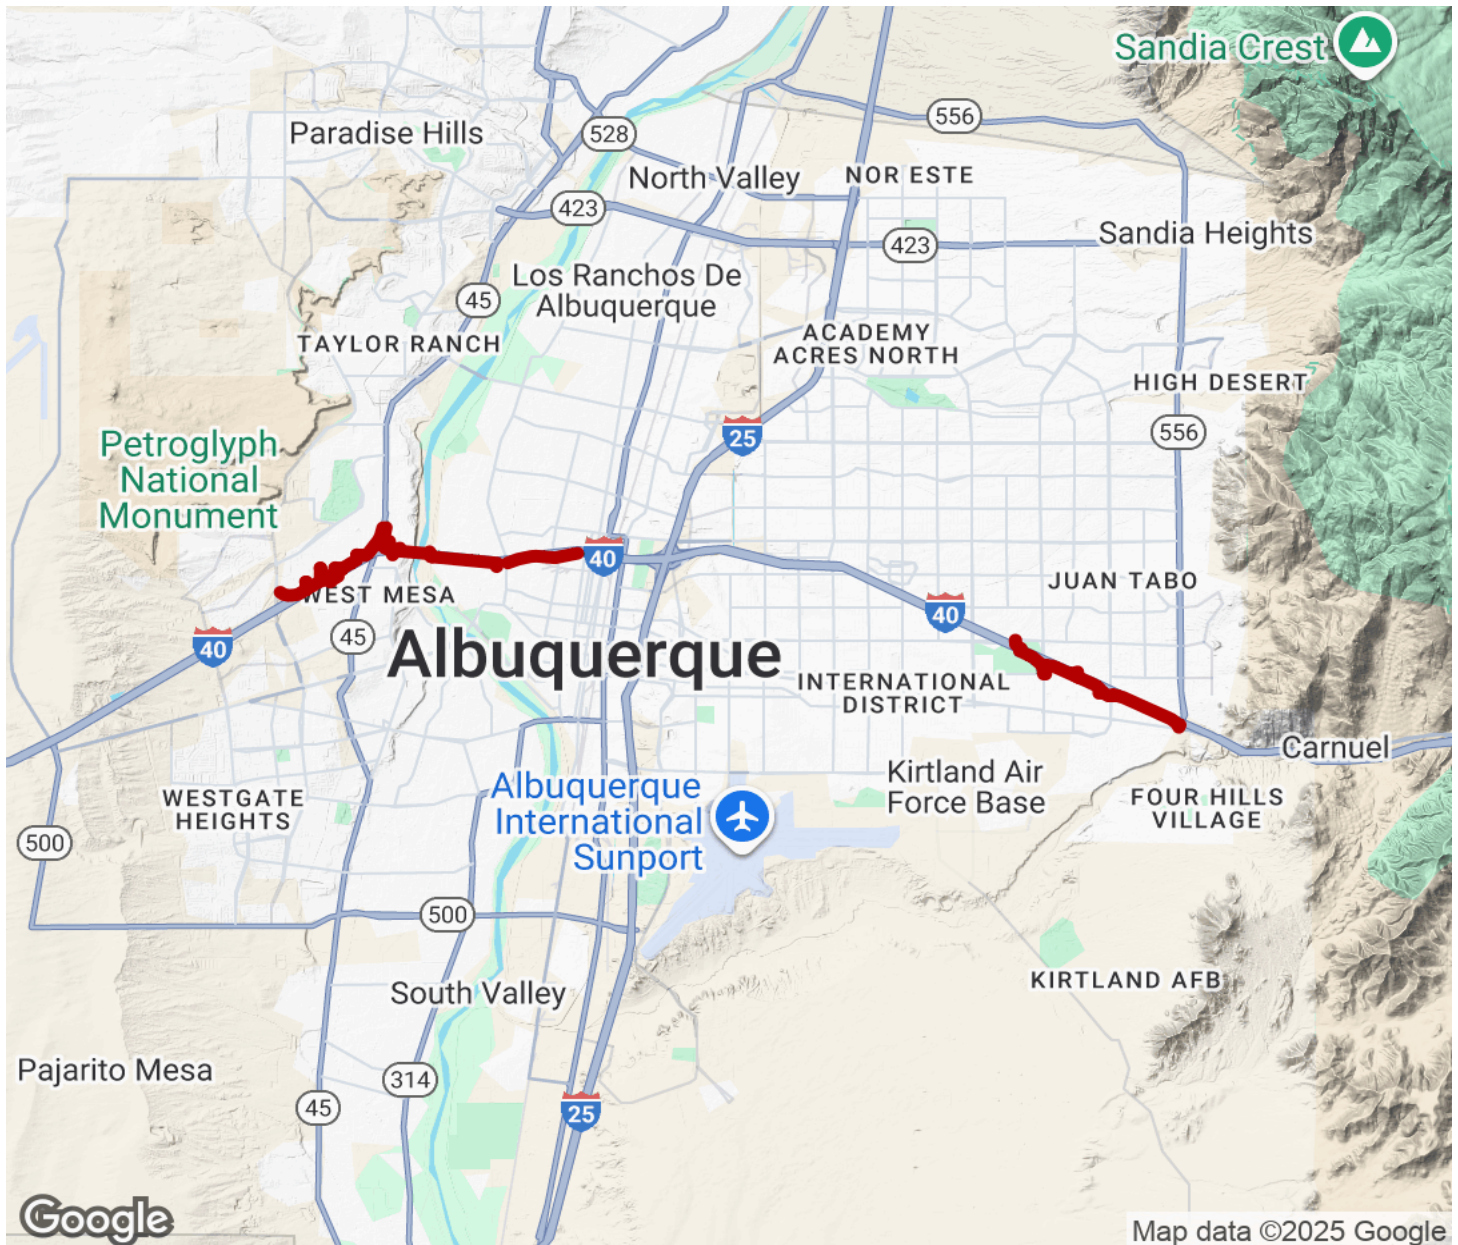 Sandia Crest
556
Paradise Hills
528
North Valley
NOR ESTE
423
Sandia Heights
423
Los Ranchos De
Albuquerque
45
TAYLOR RANCH
ACADEMY
ACRES NORTH
HIGH DESERT
25
556
Petroglyph
National
Monument
40
JUAN TABO
WEST MESA
40
45
40
Albuquerque
INTERNATIONAL
DISTRICT
Carnuel
Albuquerque
International
Sunport
Kirtland Air
Force Base
WESTGATE
HEIGHTS
FOUR HILLS
VILLAGE
500
500
South Valley
KIRTLAND AFB
Pajarito Mesa
314
45
25
Google
Map data ©2025 Google